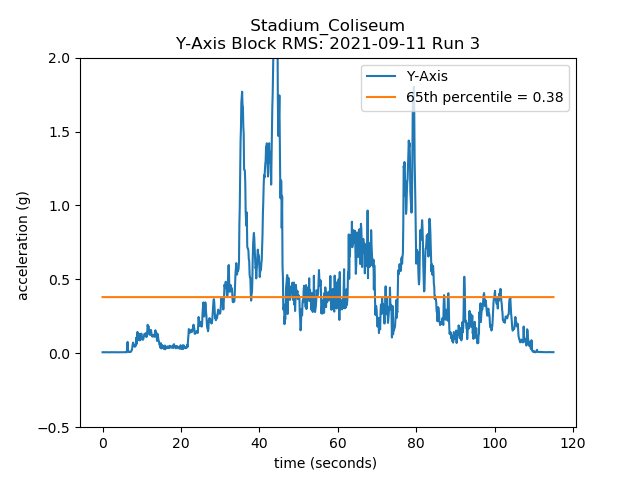 Stadium_Coliseum
Y-Axis Block RMS: 2021-09-11 Run 3
Y-Axis
65th percentile = 0.38
2.0
1.5
1.0
0.5
0.0
−0.5
acceleration (g)
0 20 40 60 80 100 120
time (seconds)